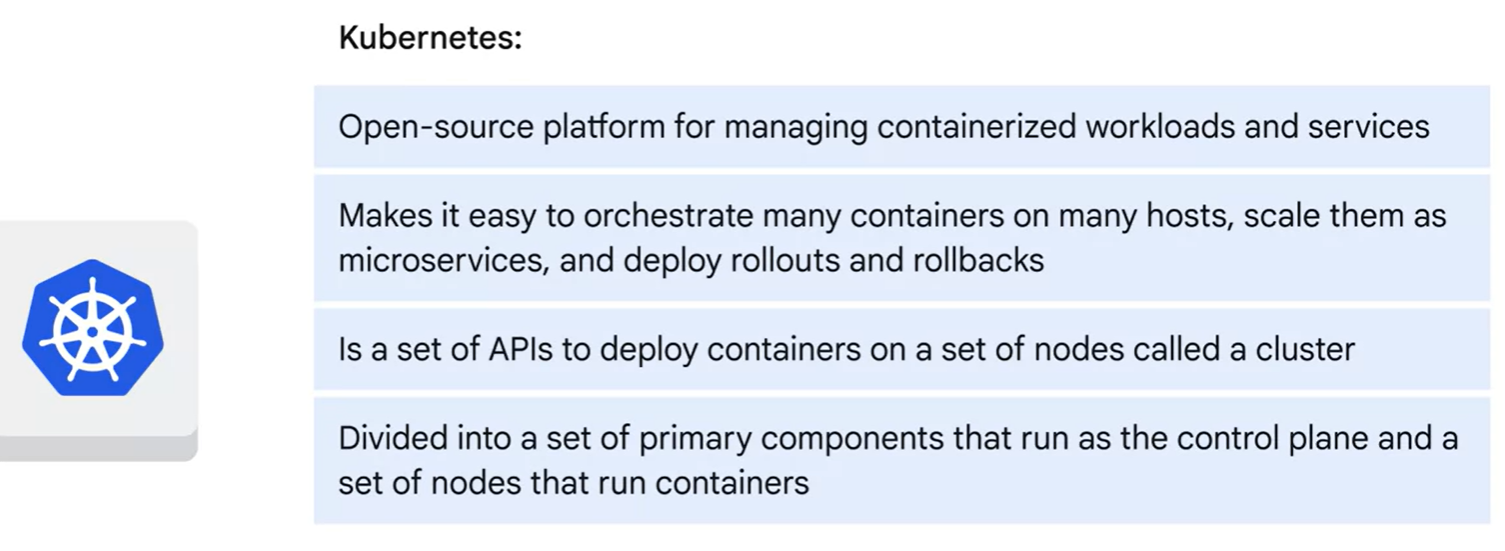 Kubernetes:
Open-source platform for managing containerized workloads and services
Makes it easy to orchestrate many containers on many hosts, scale them as
microservices, and deploy rollouts and rollbacks
Is a set of APIs to deploy containers on a set of nodes called a cluster
Divided into a set of primary components that run as the control plane and a
set of nodes that run containers